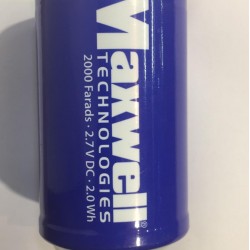 Maxwell®
TECHNOLOGIES
2000 Farads · 2.7 V DC · 2.0 Wh